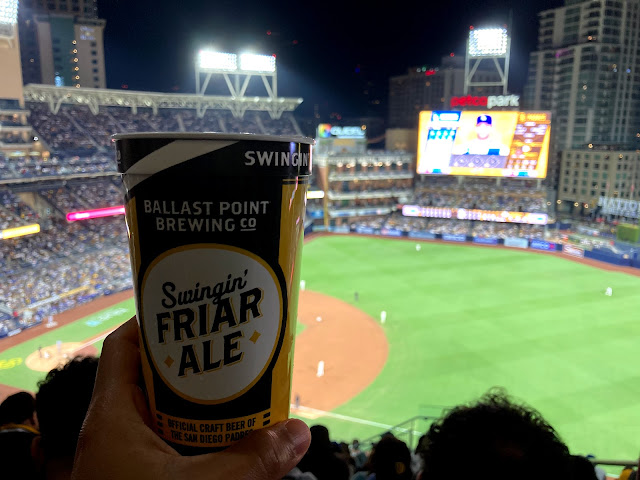 SWINGIN'
BALLAST POINT
BREWING CO
Swingin'
FRIAR
ALE
OFFICIAL CRAFT BEER OF
THE SAN DIEGO PADRES
petco park